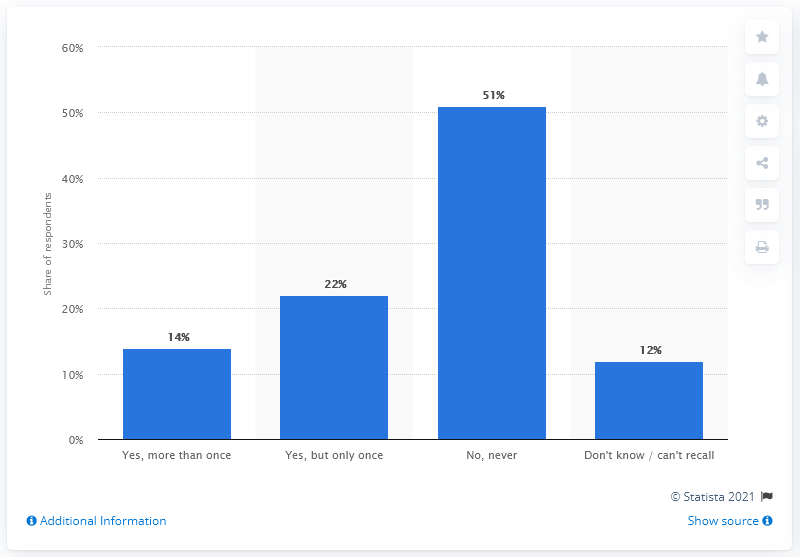 60%
50%
40%
30%
20%
10%
0%
Share of respondents
14%
22%
51%
12%
Yes, more than once
Yes, but only once
No, never
Don't know / can't recall
© Statista 2021
Additional Information
Show source